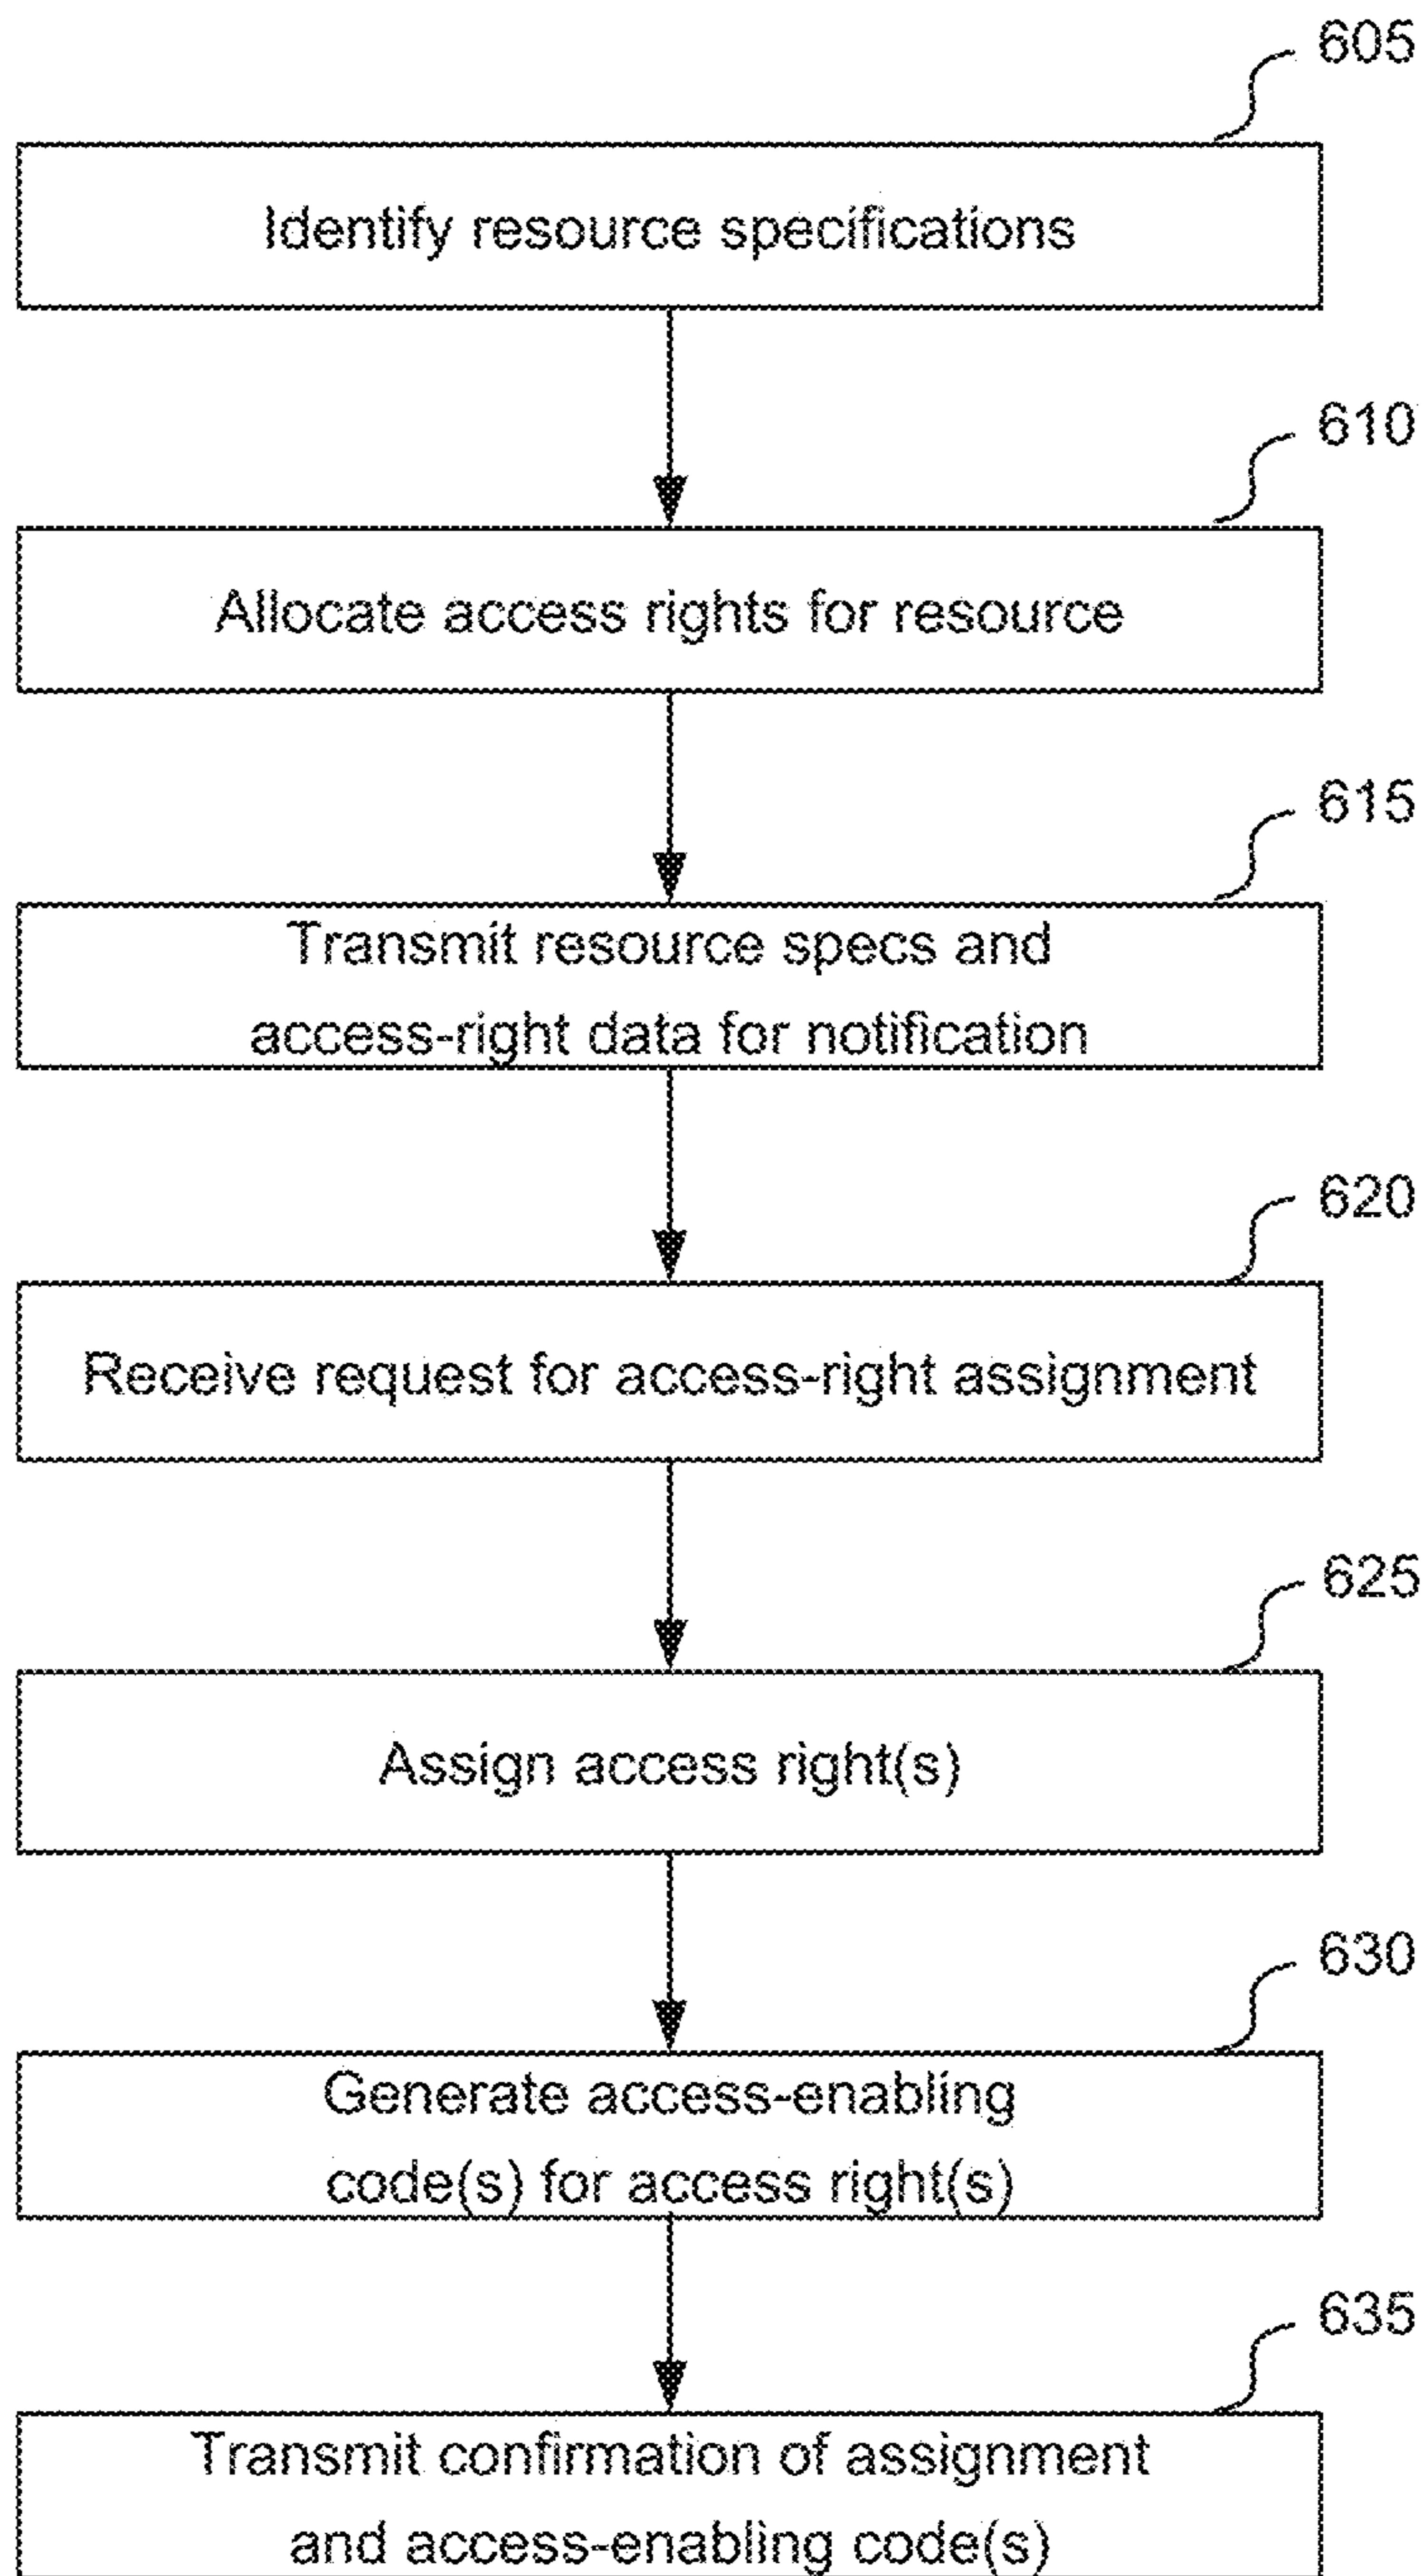 605
Identify resource specifications
610
Allocate access rights for resource
615
Transmit resource specs and
access-right data for notification
620
Receive request for access-right assignment
625
Assign access right(s)
630
Generate access-enabling
code(s) for access right(s)
635
Transmit confirmation of assignment
and access-enabling code(s)